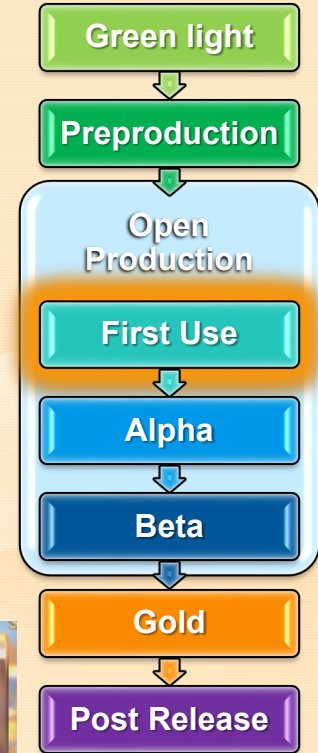 Green light
Preproduction
Open
Production
First Use
Alpha
Beta
Gold
Post Release